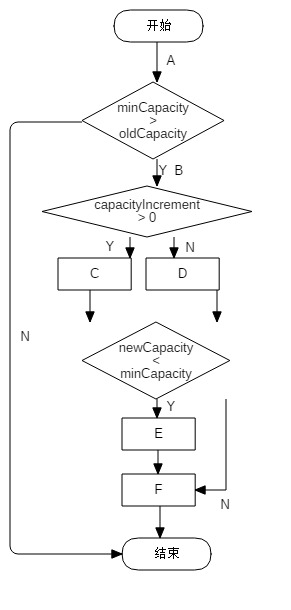 开始
A
minCapacity
>
oldCapacity
Y B
capacityIncrement
> 0
Y
N
C
D
N
newCapacity
<
minCapacity
Y
E
F
N
结束